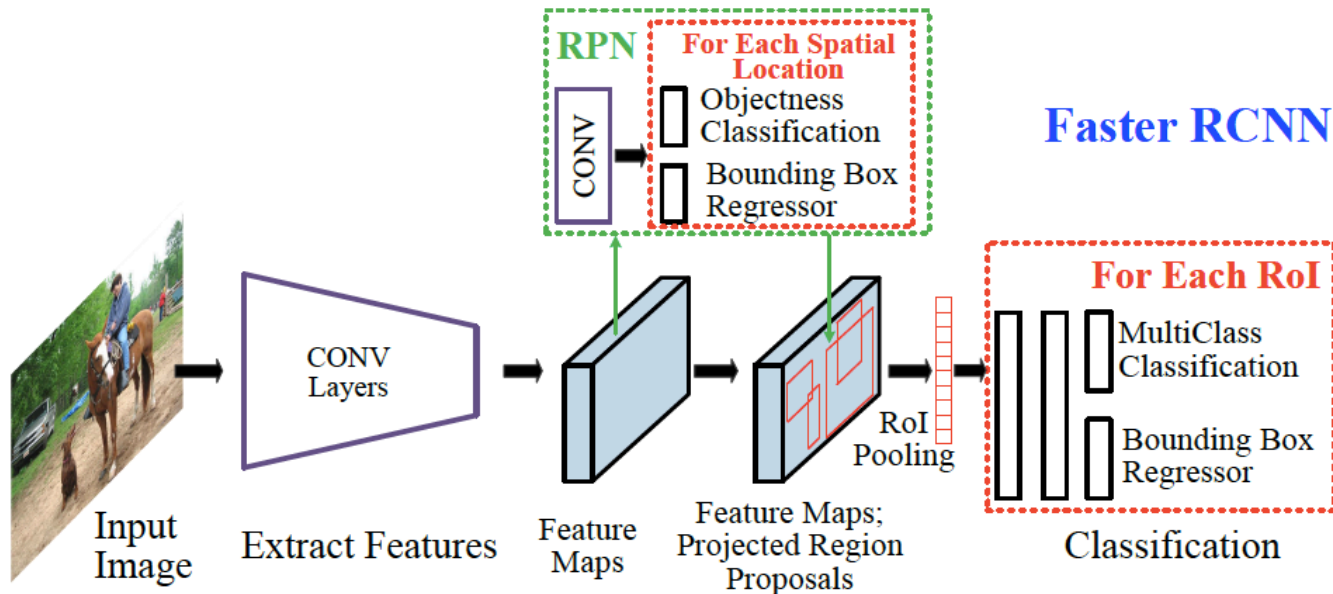 RPN
For Each Spatial
Location
CONV
Objectness
Classification
Bounding Box
Regressor
Faster RCNN
CONV
Layers
For Each RoI
MultiClass
Classification
Bounding Box
Regressor
RoI
Pooling
Input
Image
Extract Features
Feature
Maps
Feature Maps;
Projected Region
Proposals
Classification